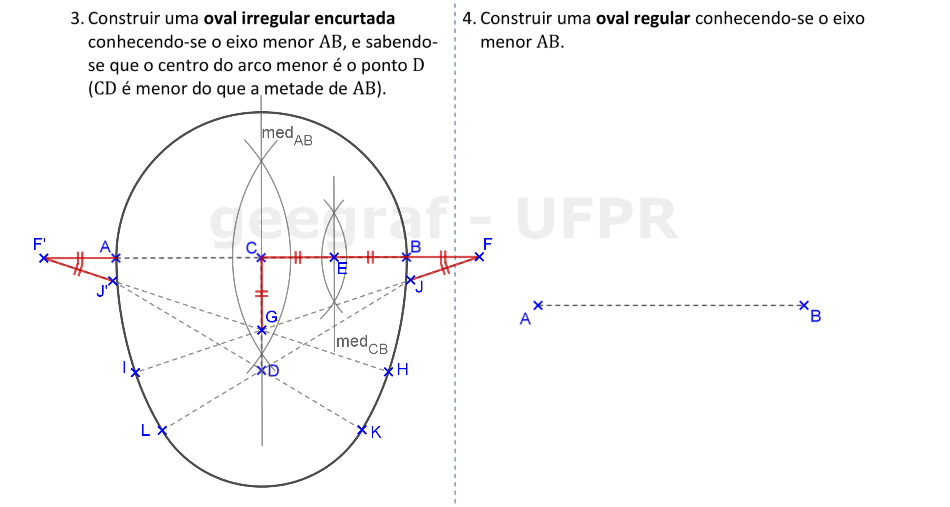 3. Construir uma oval irregular encurtada
conhecendo-se o eixo menor AB, e sabendo-
se que o centro do arco menor é o ponto D
(CD é menor do que a metade de AB).
4. Construir uma oval regular conhecendo-se o eixo
menor AB.
med AB
geegraf - UFPR
F' A C B F
E
J' J
G
med CB
I D H
L K
A B